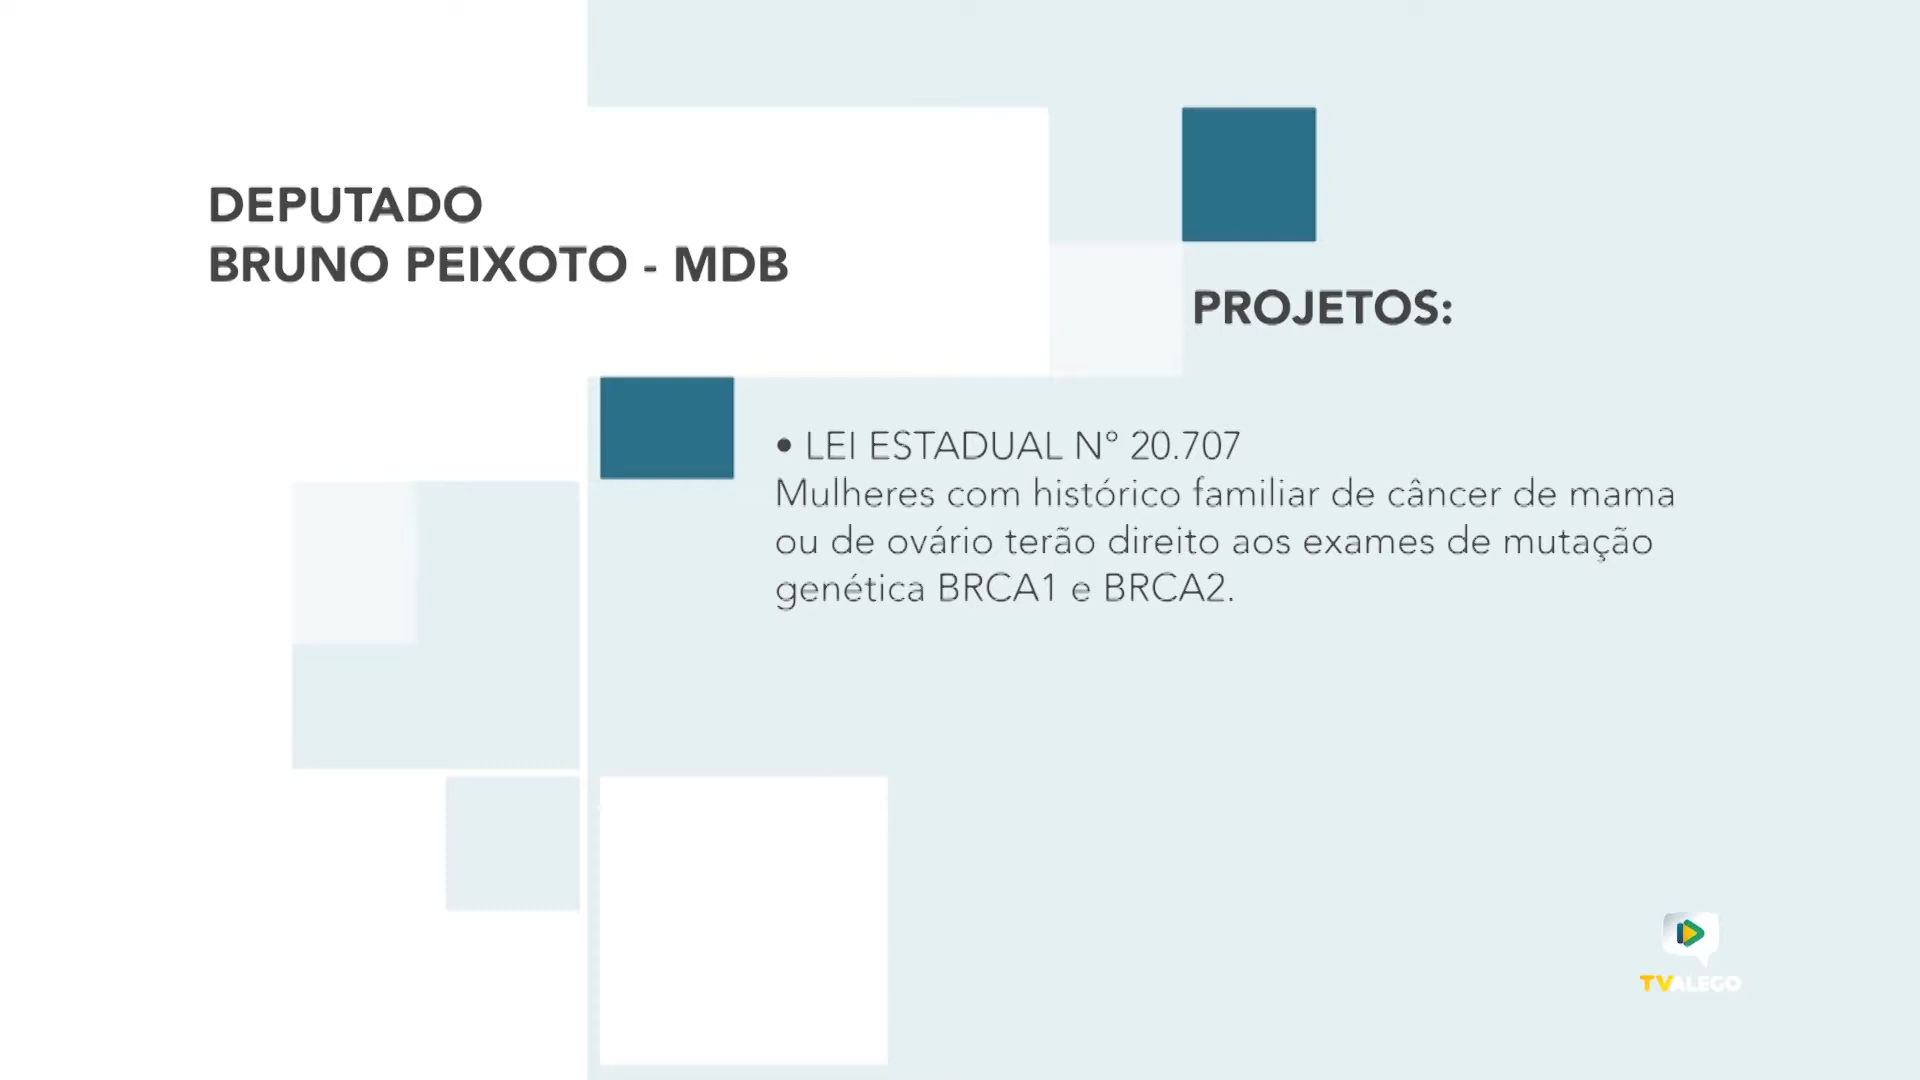 DEPUTADO
BRUNO PEIXOTO - MDB
PROJETOS:
• LEI ESTADUAL N° 20.707
Mulheres com histórico familiar de câncer de mama
ou de ovário terão direito aos exames de mutação
genética BRCA1 e BRCA2.
TVALEGO